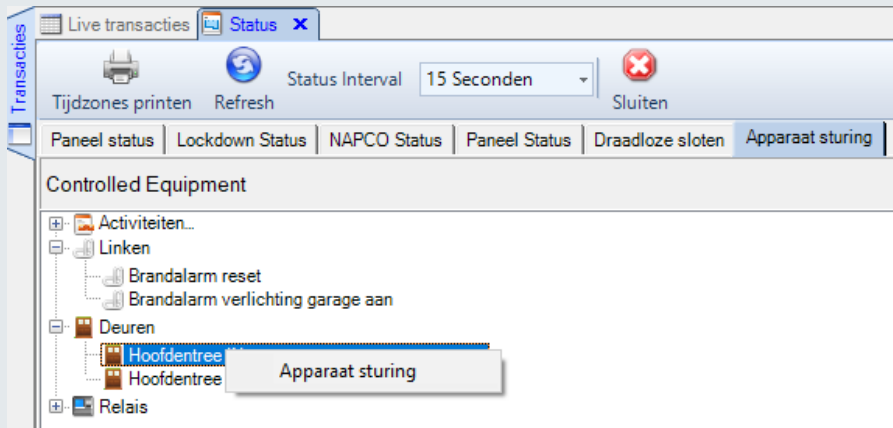 Transacties
Live transacties
Status
Tijdzones printen
Refresh
Status Interval
15 Seconden
Sluiten
Paneel status
Lockdown Status
NAPCO Status
Paneel Status
Draadloze sloten
Apparaat sturing
Controlled Equipment
Activiteiten...
Linken
Brandalarm reset
Brandalarm verlichting garage aan
Deuren
Hoofdentree
Hoofdentree
Apparaat sturing
Relais